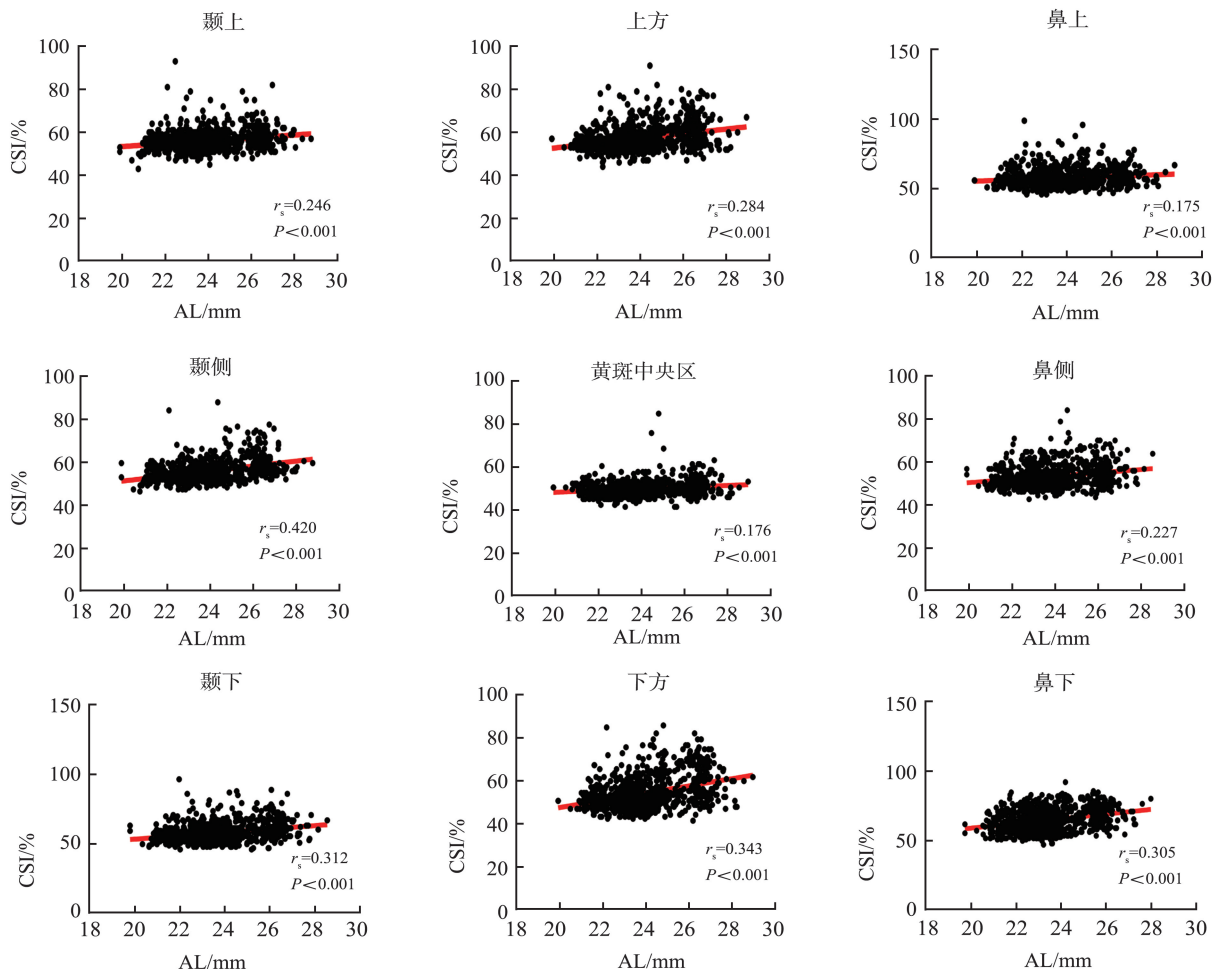 颞上
100
80
60
40
20
0
CSI/%
18 20 22 24 26 28 30
AL/mm
rs=0.246
P<0.001
上方
100
80
60
40
20
0
CSI/%
18 20 22 24 26 28 30
AL/mm
rs=0.284
P<0.001
鼻上
150
100
50
0
CSI/%
18 20 22 24 26 28 30
AL/mm
rs=0.175
P<0.001
颞侧
100
80
60
40
20
0
CSI/%
18 20 22 24 26 28 30
AL/mm
rs=0.420
P<0.001
黄斑中央区
100
80
60
40
20
0
CSI/%
18 20 22 24 26 28 30
AL/mm
rs=0.176
P<0.001
鼻侧
100
80
60
40
20
0
CSI/%
18 20 22 24 26 28 30
AL/mm
rs=0.227
P<0.001
颞下
150
100
50
0
CSI/%
18 20 22 24 26 28 30
AL/mm
rs=0.312
P<0.001
下方
100
80
60
40
20
0
CSI/%
18 20 22 24 26 28 30
AL/mm
rs=0.343
P<0.001
鼻下
150
100
50
0
CSI/%
18 20 22 24 26 28 30
AL/mm
rs=0.305
P<0.001